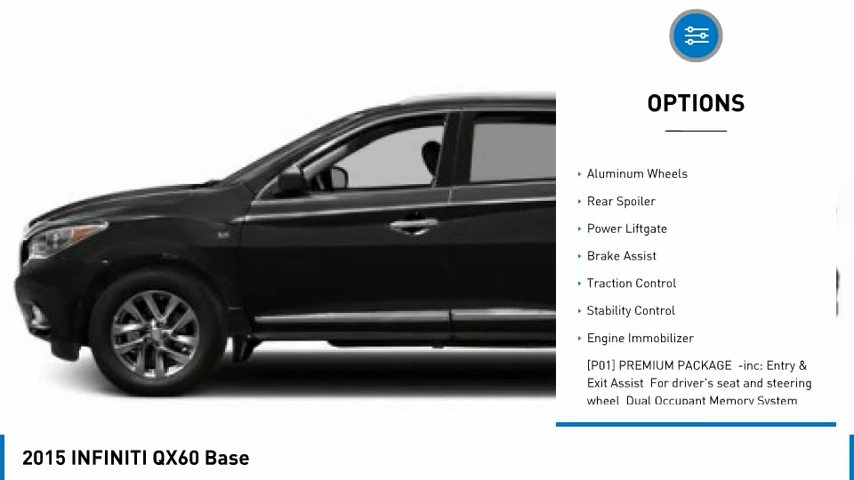 OPTIONS
Aluminum Wheels
Rear Spoiler
Power Liftgate
Brake Assist
Traction Control
Stability Control
Engine Immobilizer
[P01] PREMIUM PACKAGE -inc: Entry &
Exit Assist For driver's seat and steering
wheel Dual Occupant Memory System
2015 INFINITI QX60 Base